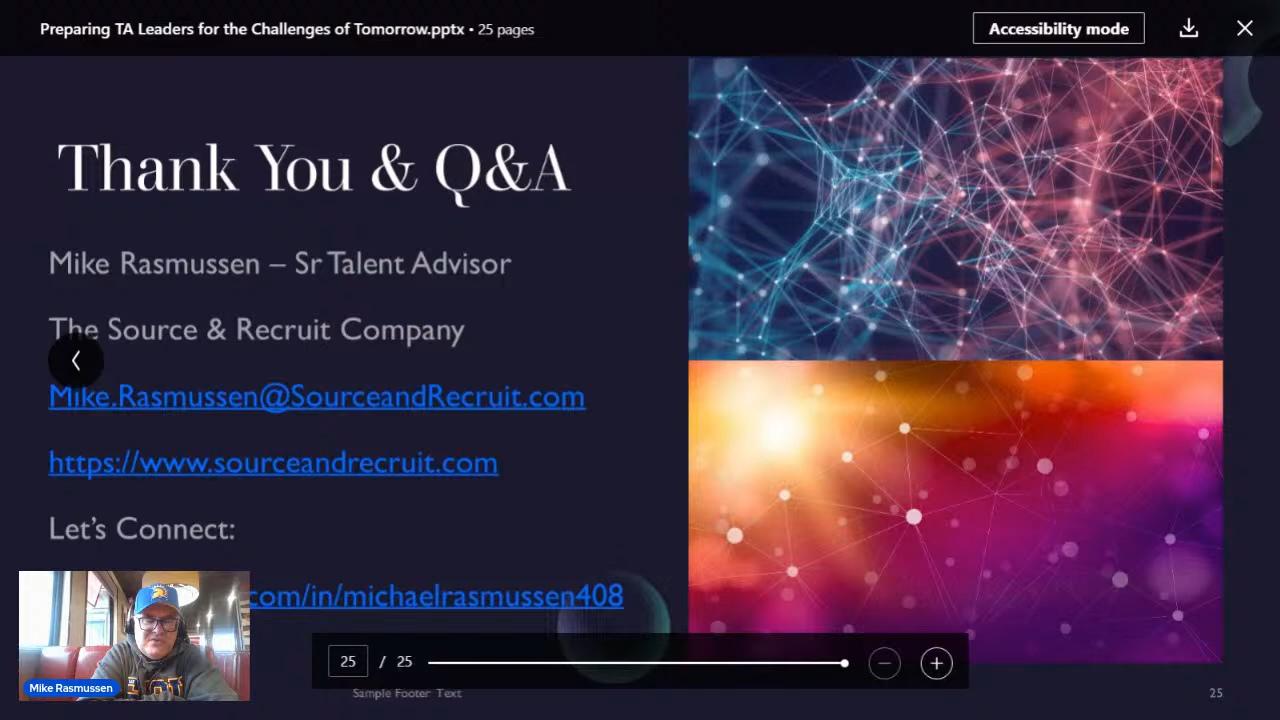 Preparing TA Leaders for the Challenges of Tomorrow.pptx • 25 pages
Accessibility mode
Thank You & Q&A
Mike Rasmussen – Sr Talent Advisor
The Source & Recruit Company
Mike.Rasmussen@SourceandRecruit.com
https://www.sourceandrecruit.com
Let's Connect:
com/in/michaelrasmussen408
Mike Rasmussen
25 / 25
Sample Footer Text
25